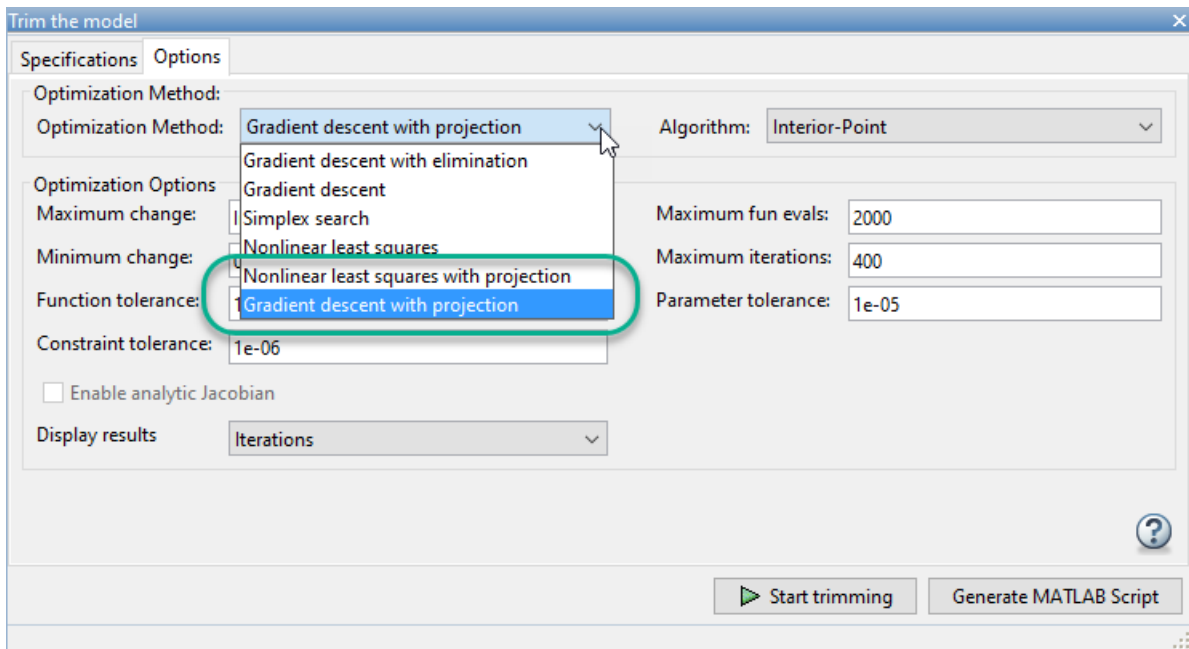 Trim the model
Specifications Options
Optimization Method:
Optimization Method: Gradient descent with projection Algorithm: Interior-Point
Gradient descent with elimination
Gradient descent
Simplex search
Nonlinear least squares
Nonlinear least squares with projection
Gradient descent with projection
Optimization Options
Maximum change: Maximum fun evals: 2000
Minimum change: Maximum iterations: 400
Function tolerance: Parameter tolerance: 1e-05
Constraint tolerance: 1e-06
Enable analytic Jacobian
Display results Iterations
?
Start trimming Generate MATLAB Script